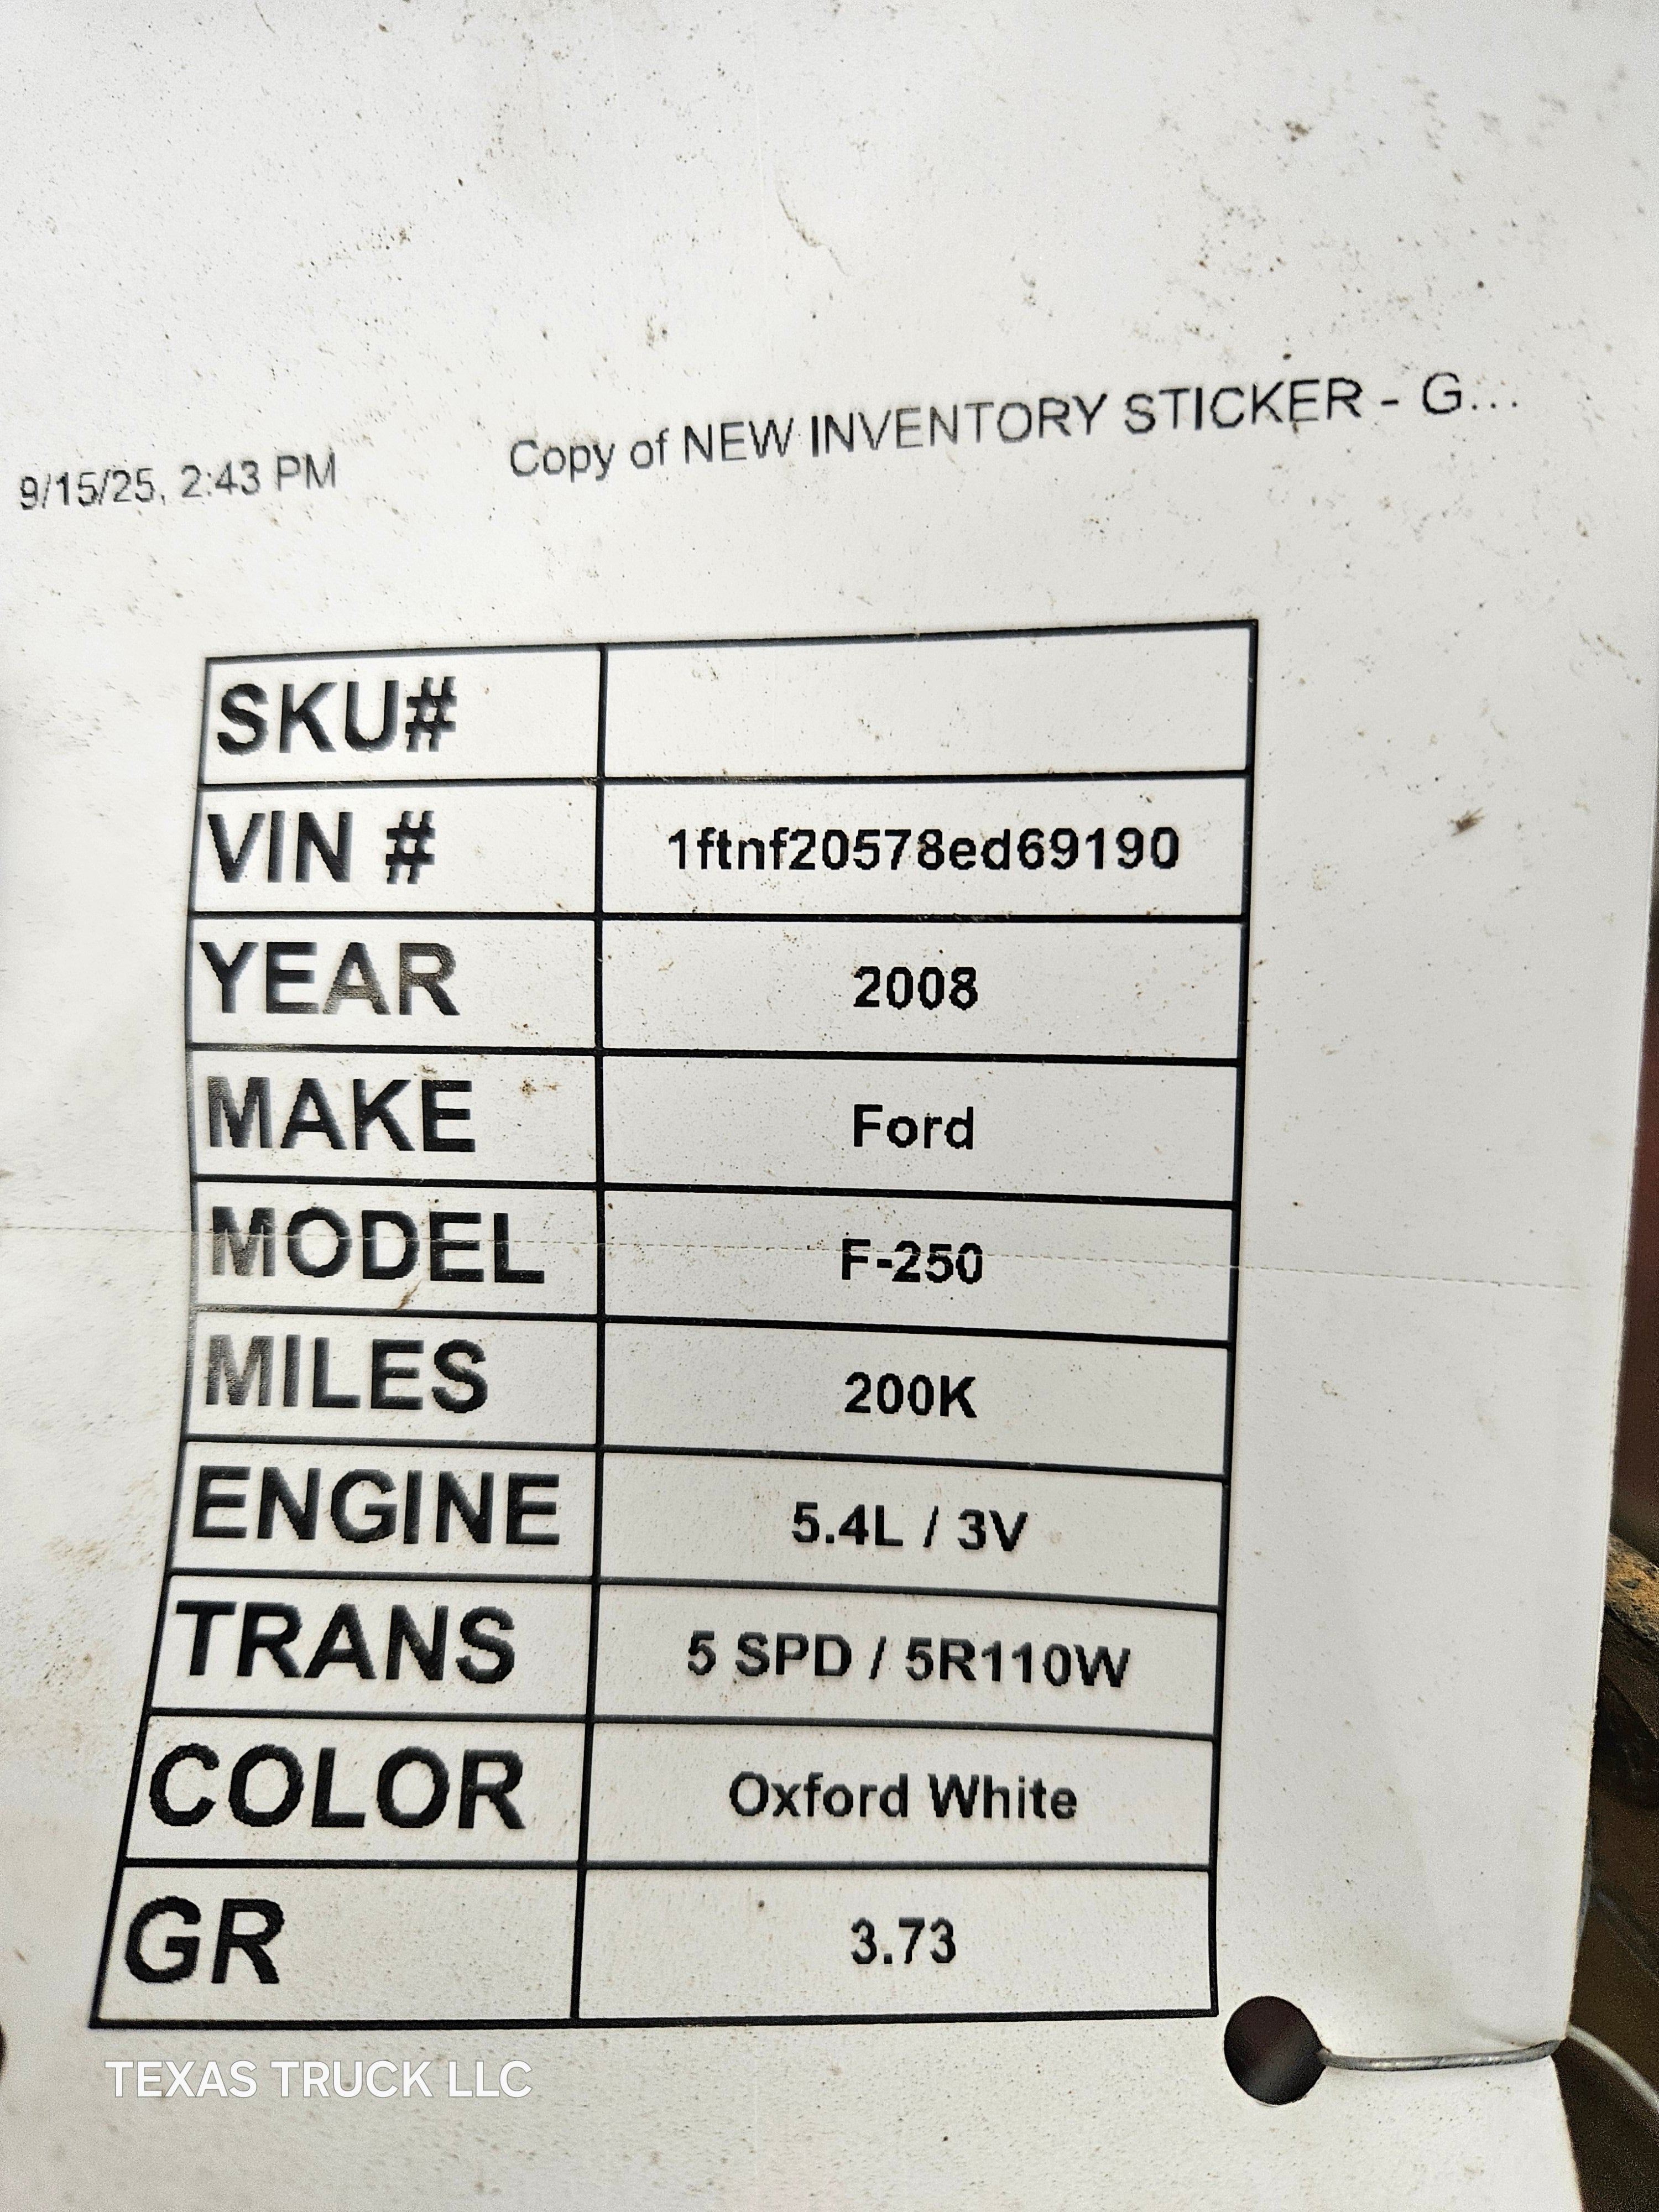 9/15/25, 2:43 PM Copy of NEW INVENTORY STICKER - G...
SKU#
VIN # 1ftnf20578ed69190
YEAR 2008
MAKE Ford
MODEL F-250
MILES 200K
ENGINE 5.4L / 3V
TRANS 5 SPD / 5R110W
COLOR Oxford White
GR 3.73
TEXAS TRUCK LLC